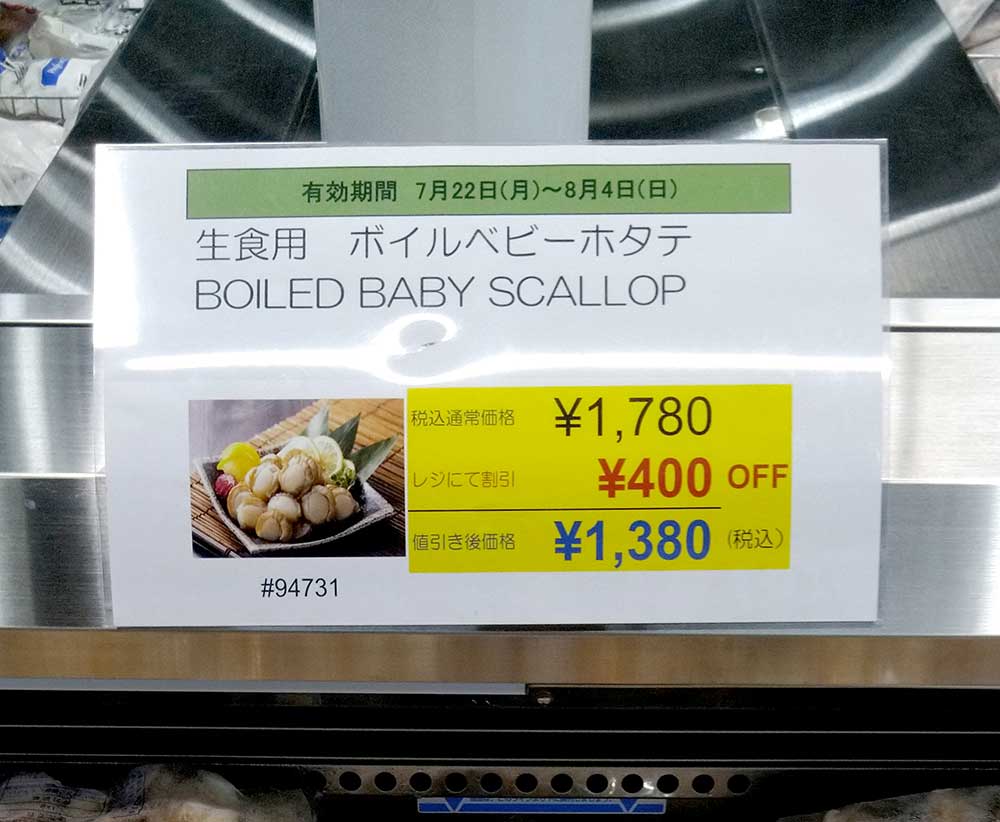 有効期間 7月22日(月)～8月4日(日)
生食用 ボイルベビーホタテ
BOILED BABY SCALLOP
税込通常価格 ¥1,780
レジにて割引 ¥400 OFF
値引き後価格 ¥1,380 (税込)
#94731